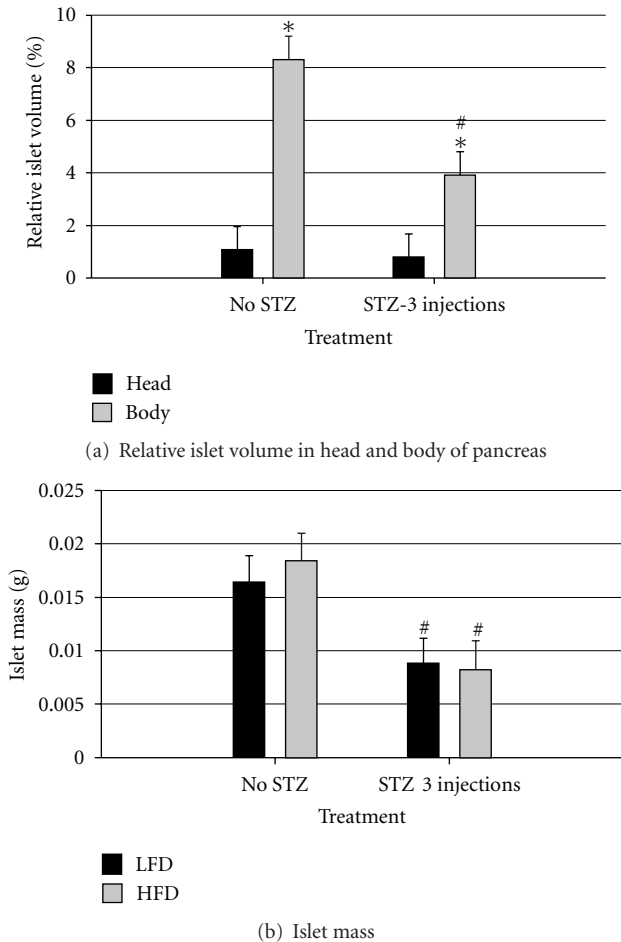 10
8
6
4
2
0
Relative islet volume (%)
*
#
*
No STZ
STZ-3 injections
Treatment
Head
Body
(a) Relative islet volume in head and body of pancreas
0.025
0.02
0.015
0.01
0.005
0
Islet mass (g)
#
#
No STZ
STZ 3 injections
Treatment
LFD
HFD
(b) Islet mass